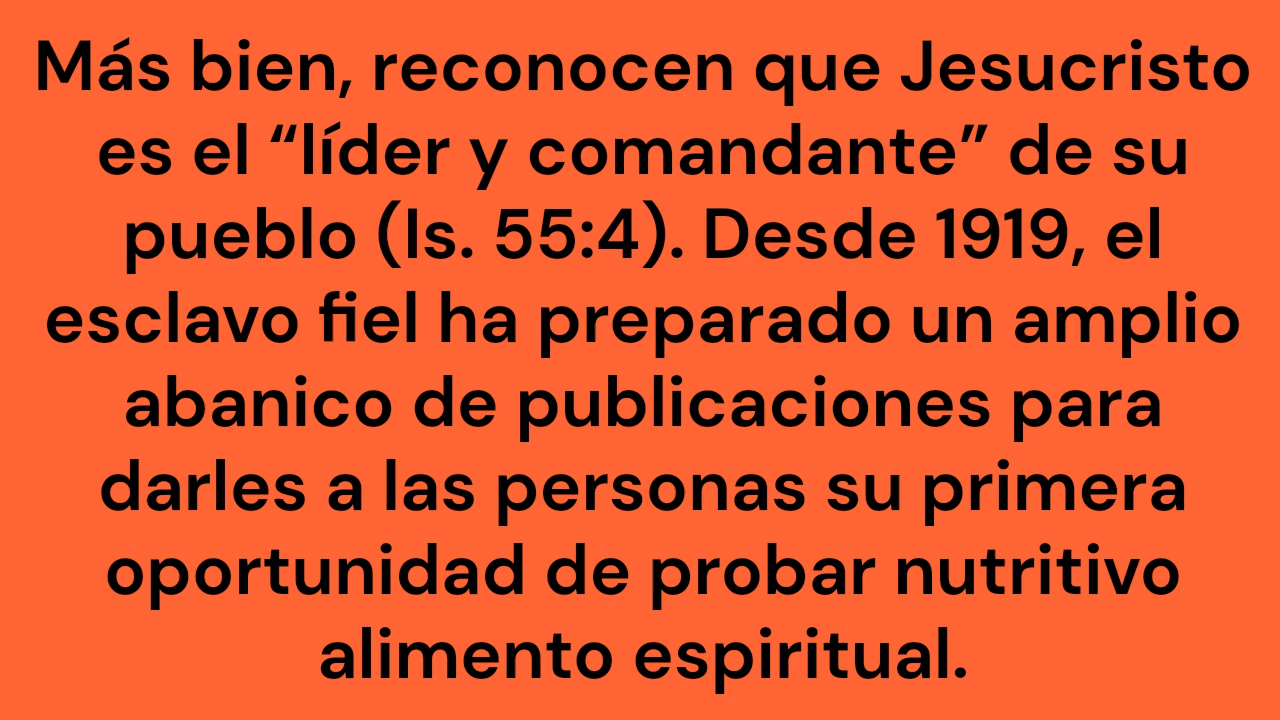 Más bien, reconocen que Jesucristo
es el “líder y comandante” de su
pueblo (Is. 55:4). Desde 1919, el
esclavo fiel ha preparado un amplio
abanico de publicaciones para
darles a las personas su primera
oportunidad de probar nutritivo
alimento espiritual.